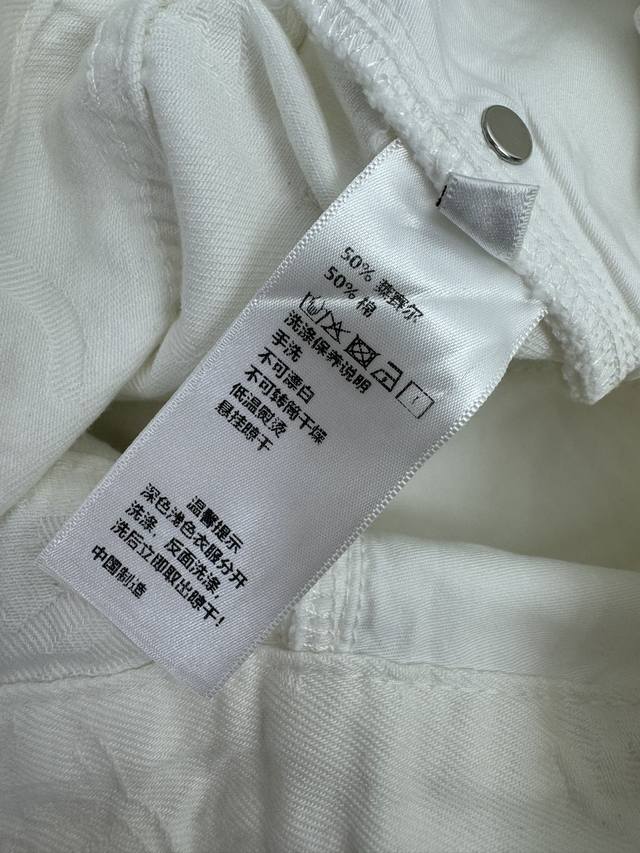 50% 莱赛尔
50% 棉
洗涤保养说明
手洗
不可漂白
不可转筒干燥
低温熨烫
悬挂晾干
温馨提示
深色浅色衣服分开
洗涤，反面洗涤，
洗后立即取出晾干！
中国制造